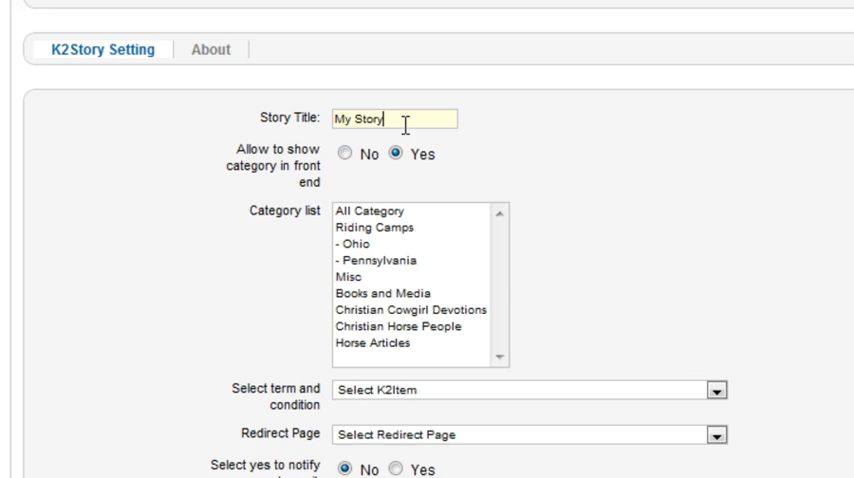 K2Story Setting About
Story Title: My Story
Allow to show
category in front
end
No Yes
Category list
All Category
Riding Camps
- Ohio
- Pennsylvania
Misc
Books and Media
Christian Cowgirl Devotions
Christian Horse People
Horse Articles
Select term and
condition
Select K2Item
Redirect Page Select Redirect Page
Select yes to notify
No Yes